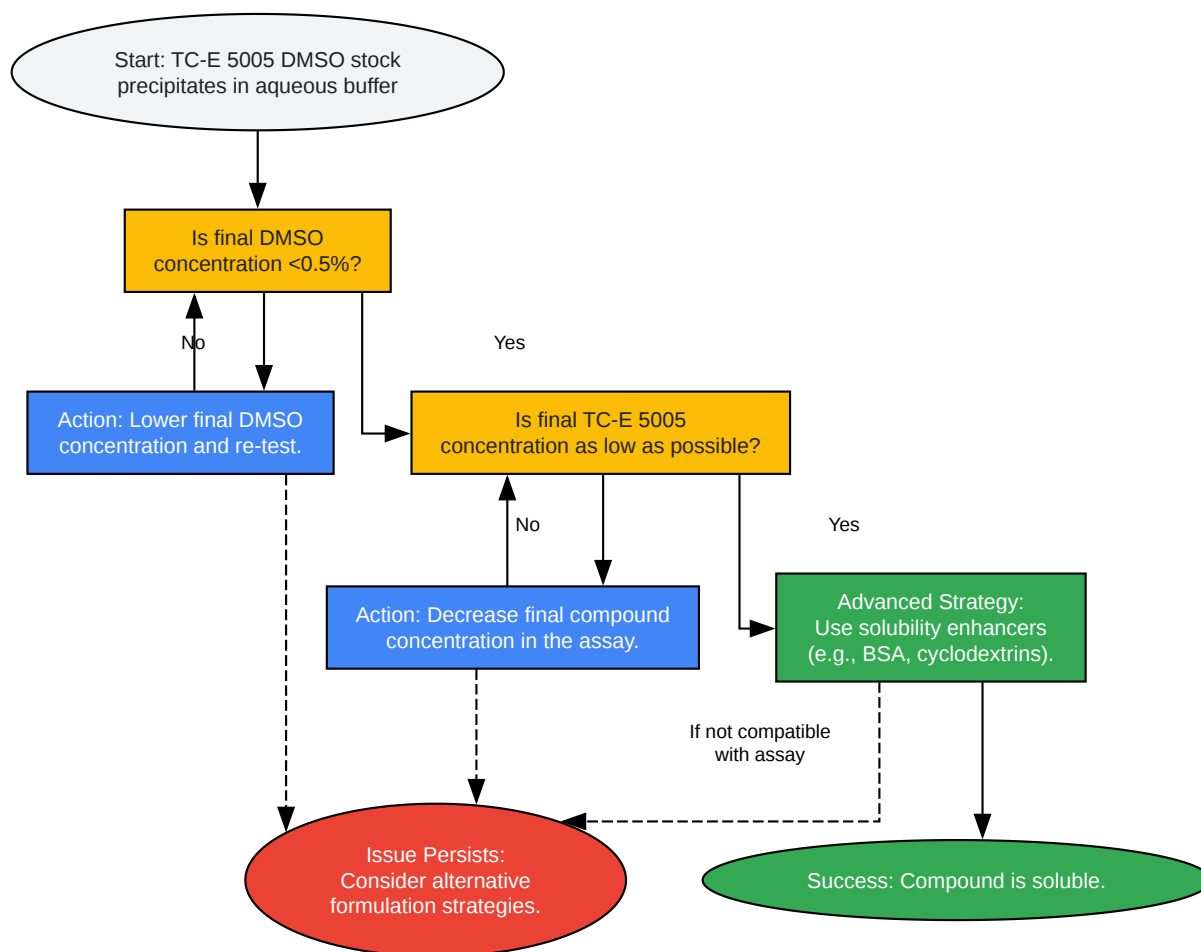 Start: TC-E 5005 DMSO stock
precipitates in aqueous buffer
Is final DMSO
concentration <0.5%?
No
Yes
Action: Lower final DMSO
concentration and re-test.
Is final TC-E 5005
concentration as low as possible?
No
Yes
Action: Decrease final compound
concentration in the assay.
Advanced Strategy:
Use solubility enhancers
(e.g., BSA, cyclodextrins).
If not compatible
with assay
Issue Persists:
Consider alternative
formulation strategies.
Success: Compound is soluble.